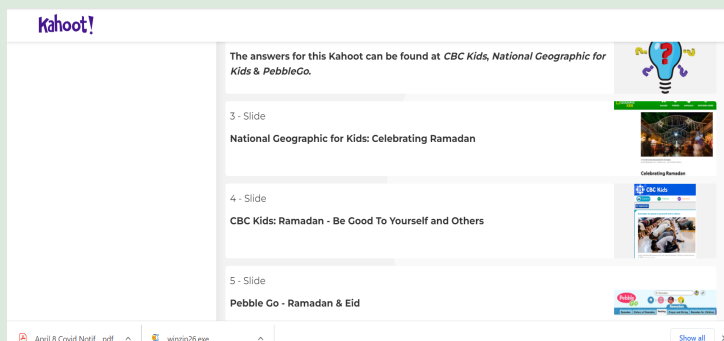 Kahoot!
The answers for this Kahoot can be found at CBC Kids, National Geographic for
Kids & PebbleGo.
3 - Slide
National Geographic for Kids: Celebrating Ramadan
Celebrating Ramadan
4 - Slide
CBC Kids: Ramadan - Be Good To Yourself and Others
CBC Kids
5 - Slide
Pebble Go - Ramadan & Eid
Pebble Go
April 8 Covid Notif....pdf
winzip26.exe
Show all